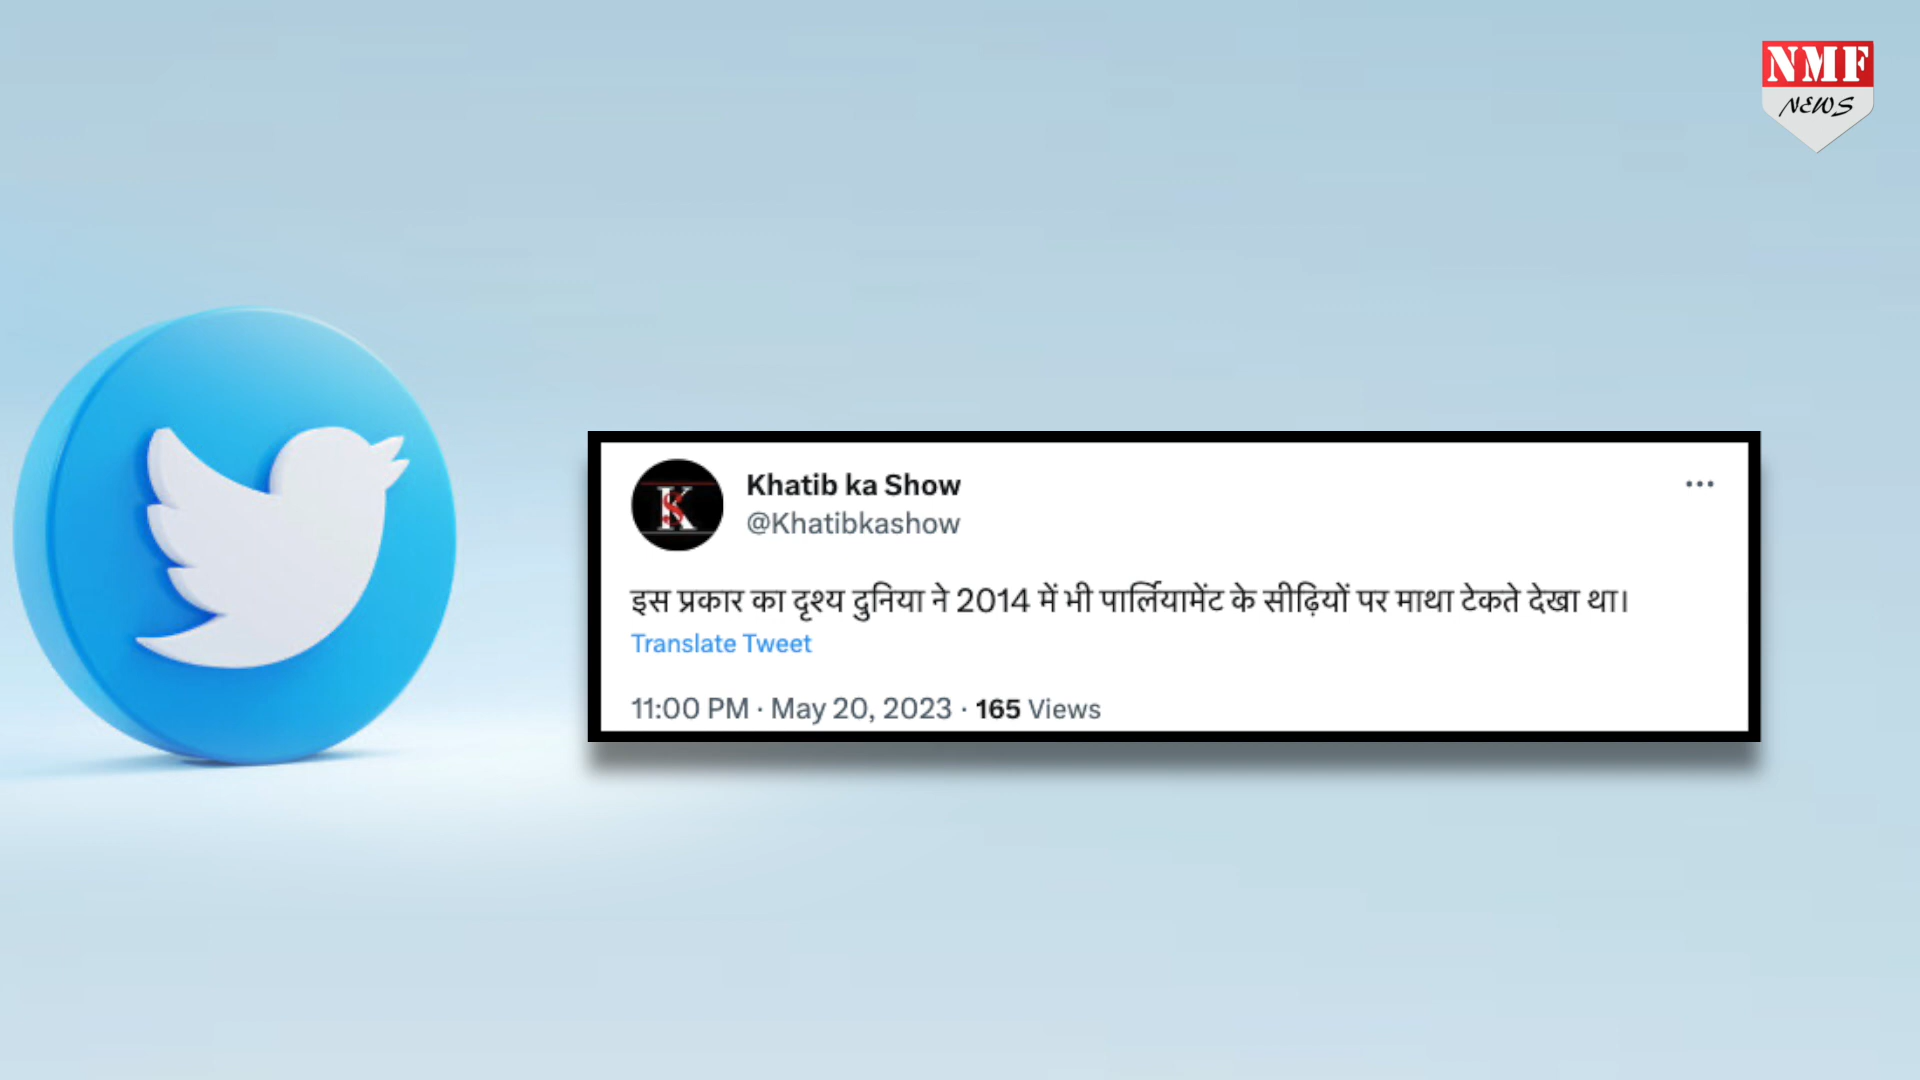 NMF
NEWS
Khatib ka Show
@Khatibkashow
इस प्रकार का दृश्य दुनिया ने 2014 में भी पार्लियामेंट के सीढ़ियों पर माथा टेकते देखा था।
Translate Tweet
11:00 PM · May 20, 2023 · 165 Views